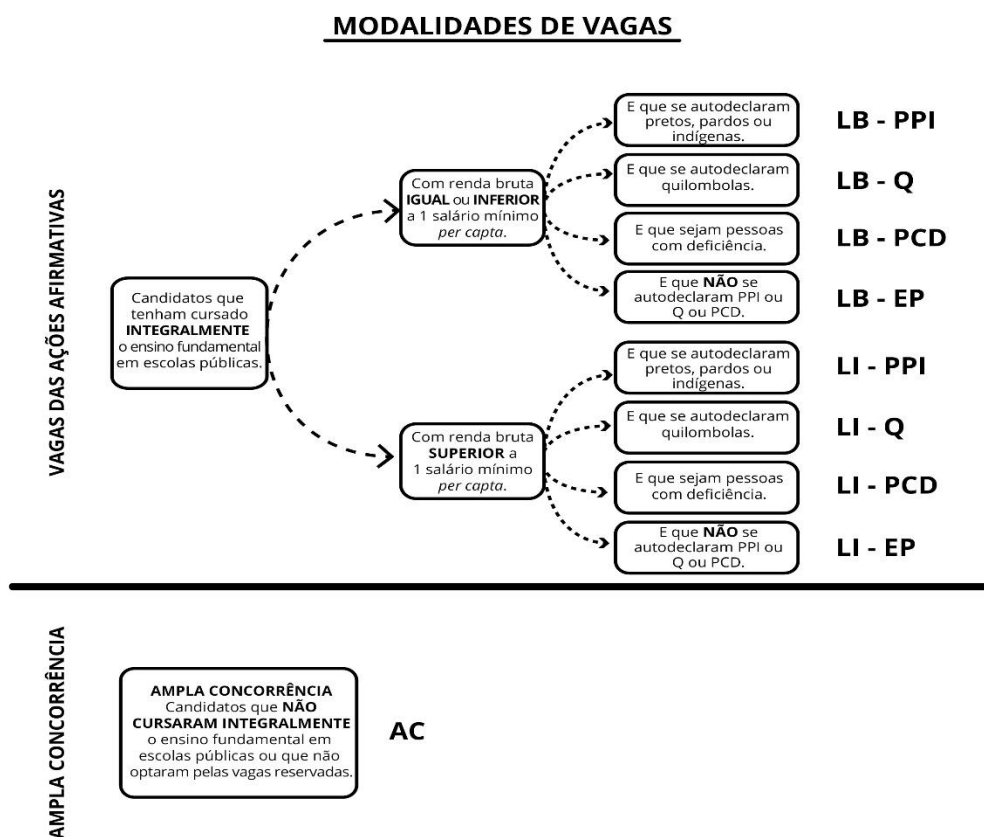 MODALIDADES DE VAGAS
VAGAS DAS AÇÕES AFIRMATIVAS
Candidatos que
tenham cursado
INTEGRALMENTE
o ensino fundamental
em escolas públicas.
Com renda bruta
IGUAL ou INFERIOR
a 1 salário mínimo
per capta.
E que se autodeclaram
pretos, pardos ou
indígenas.
LB - PPI
E que se autodeclaram
quilombolas.
LB - Q
E que sejam pessoas
com deficiência.
LB - PCD
E que NÃO se
autodeclaram PPI ou
Q ou PCD.
LB - EP
Com renda bruta
SUPERIOR a
1 salário mínimo
per capta.
E que se autodeclaram
pretos, pardos ou
indígenas.
LI - PPI
E que se autodeclaram
quilombolas.
LI - Q
E que sejam pessoas
com deficiência.
LI - PCD
E que NÃO se
autodeclaram PPI ou
Q ou PCD.
LI - EP
AMPLA CONCORRÊNCIA
AMPLA CONCORRÊNCIA
Candidatos que NÃO
CURSARAM INTEGRALMENTE
o ensino fundamental em
escolas públicas ou que não
optaram pelas vagas reservadas.
AC